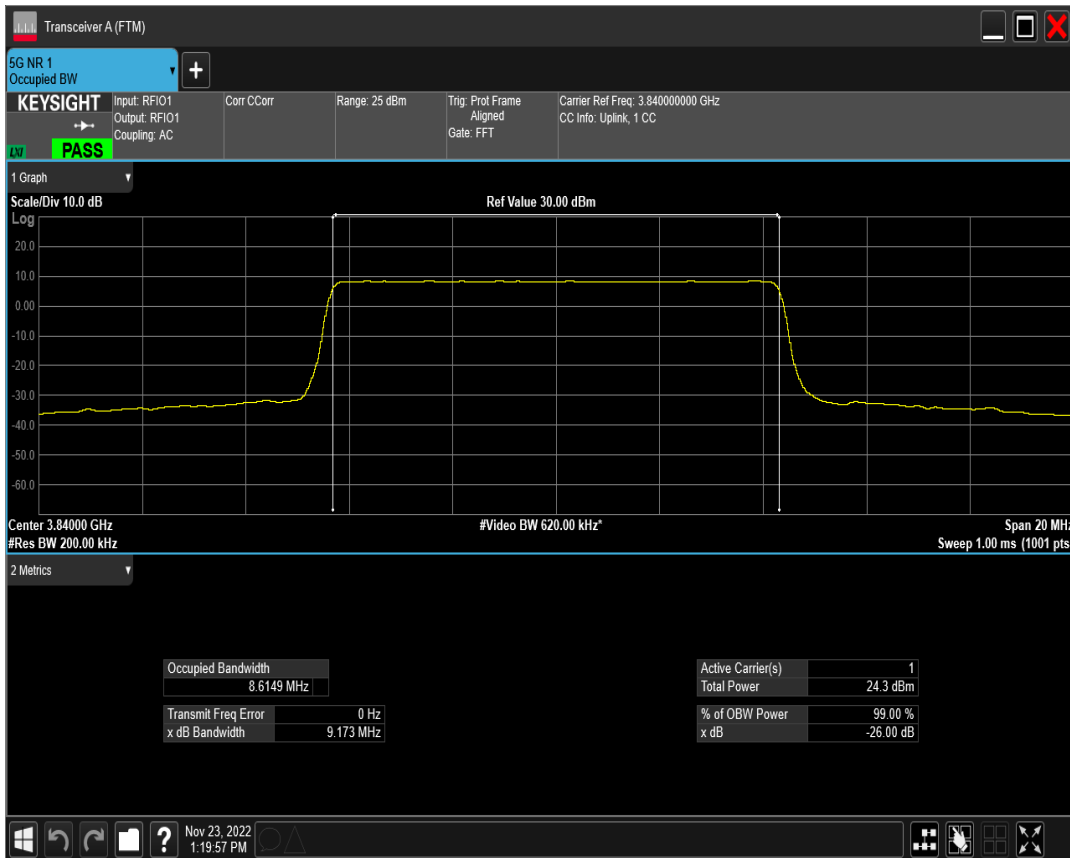 Transceiver A (FTM)
5G NR 1
Occupied BW
+
KEYSIGHT
Input: RFIO1
Output: RFIO1
Coupling: AC
Corr CCorr
Range: 25 dBm
Trig: Prot Frame
Aligned
Gate: FFT
Carrier Ref Freq: 3.840000000 GHz
CC Info: Uplink, 1 CC
LXI
PASS
1 Graph
Scale/Div 10.0 dB
Ref Value 30.00 dBm
Log
20.0
10.0
0.00
-10.0
-20.0
-30.0
-40.0
-50.0
-60.0
Center 3.84000 GHz
#Video BW 620.00 kHz*
Span 20 MHz
#Res BW 200.00 kHz
Sweep 1.00 ms (1001 pts
2 Metrics
Occupied Bandwidth
8.6149 MHz
Transmit Freq Error 0 Hz
x dB Bandwidth 9.173 MHz
Active Carrier(s) 1
Total Power 24.3 dBm
% of OBW Power 99.00 %
x dB -26.00 dB
?
Nov 23, 2022
1:19:57 PM